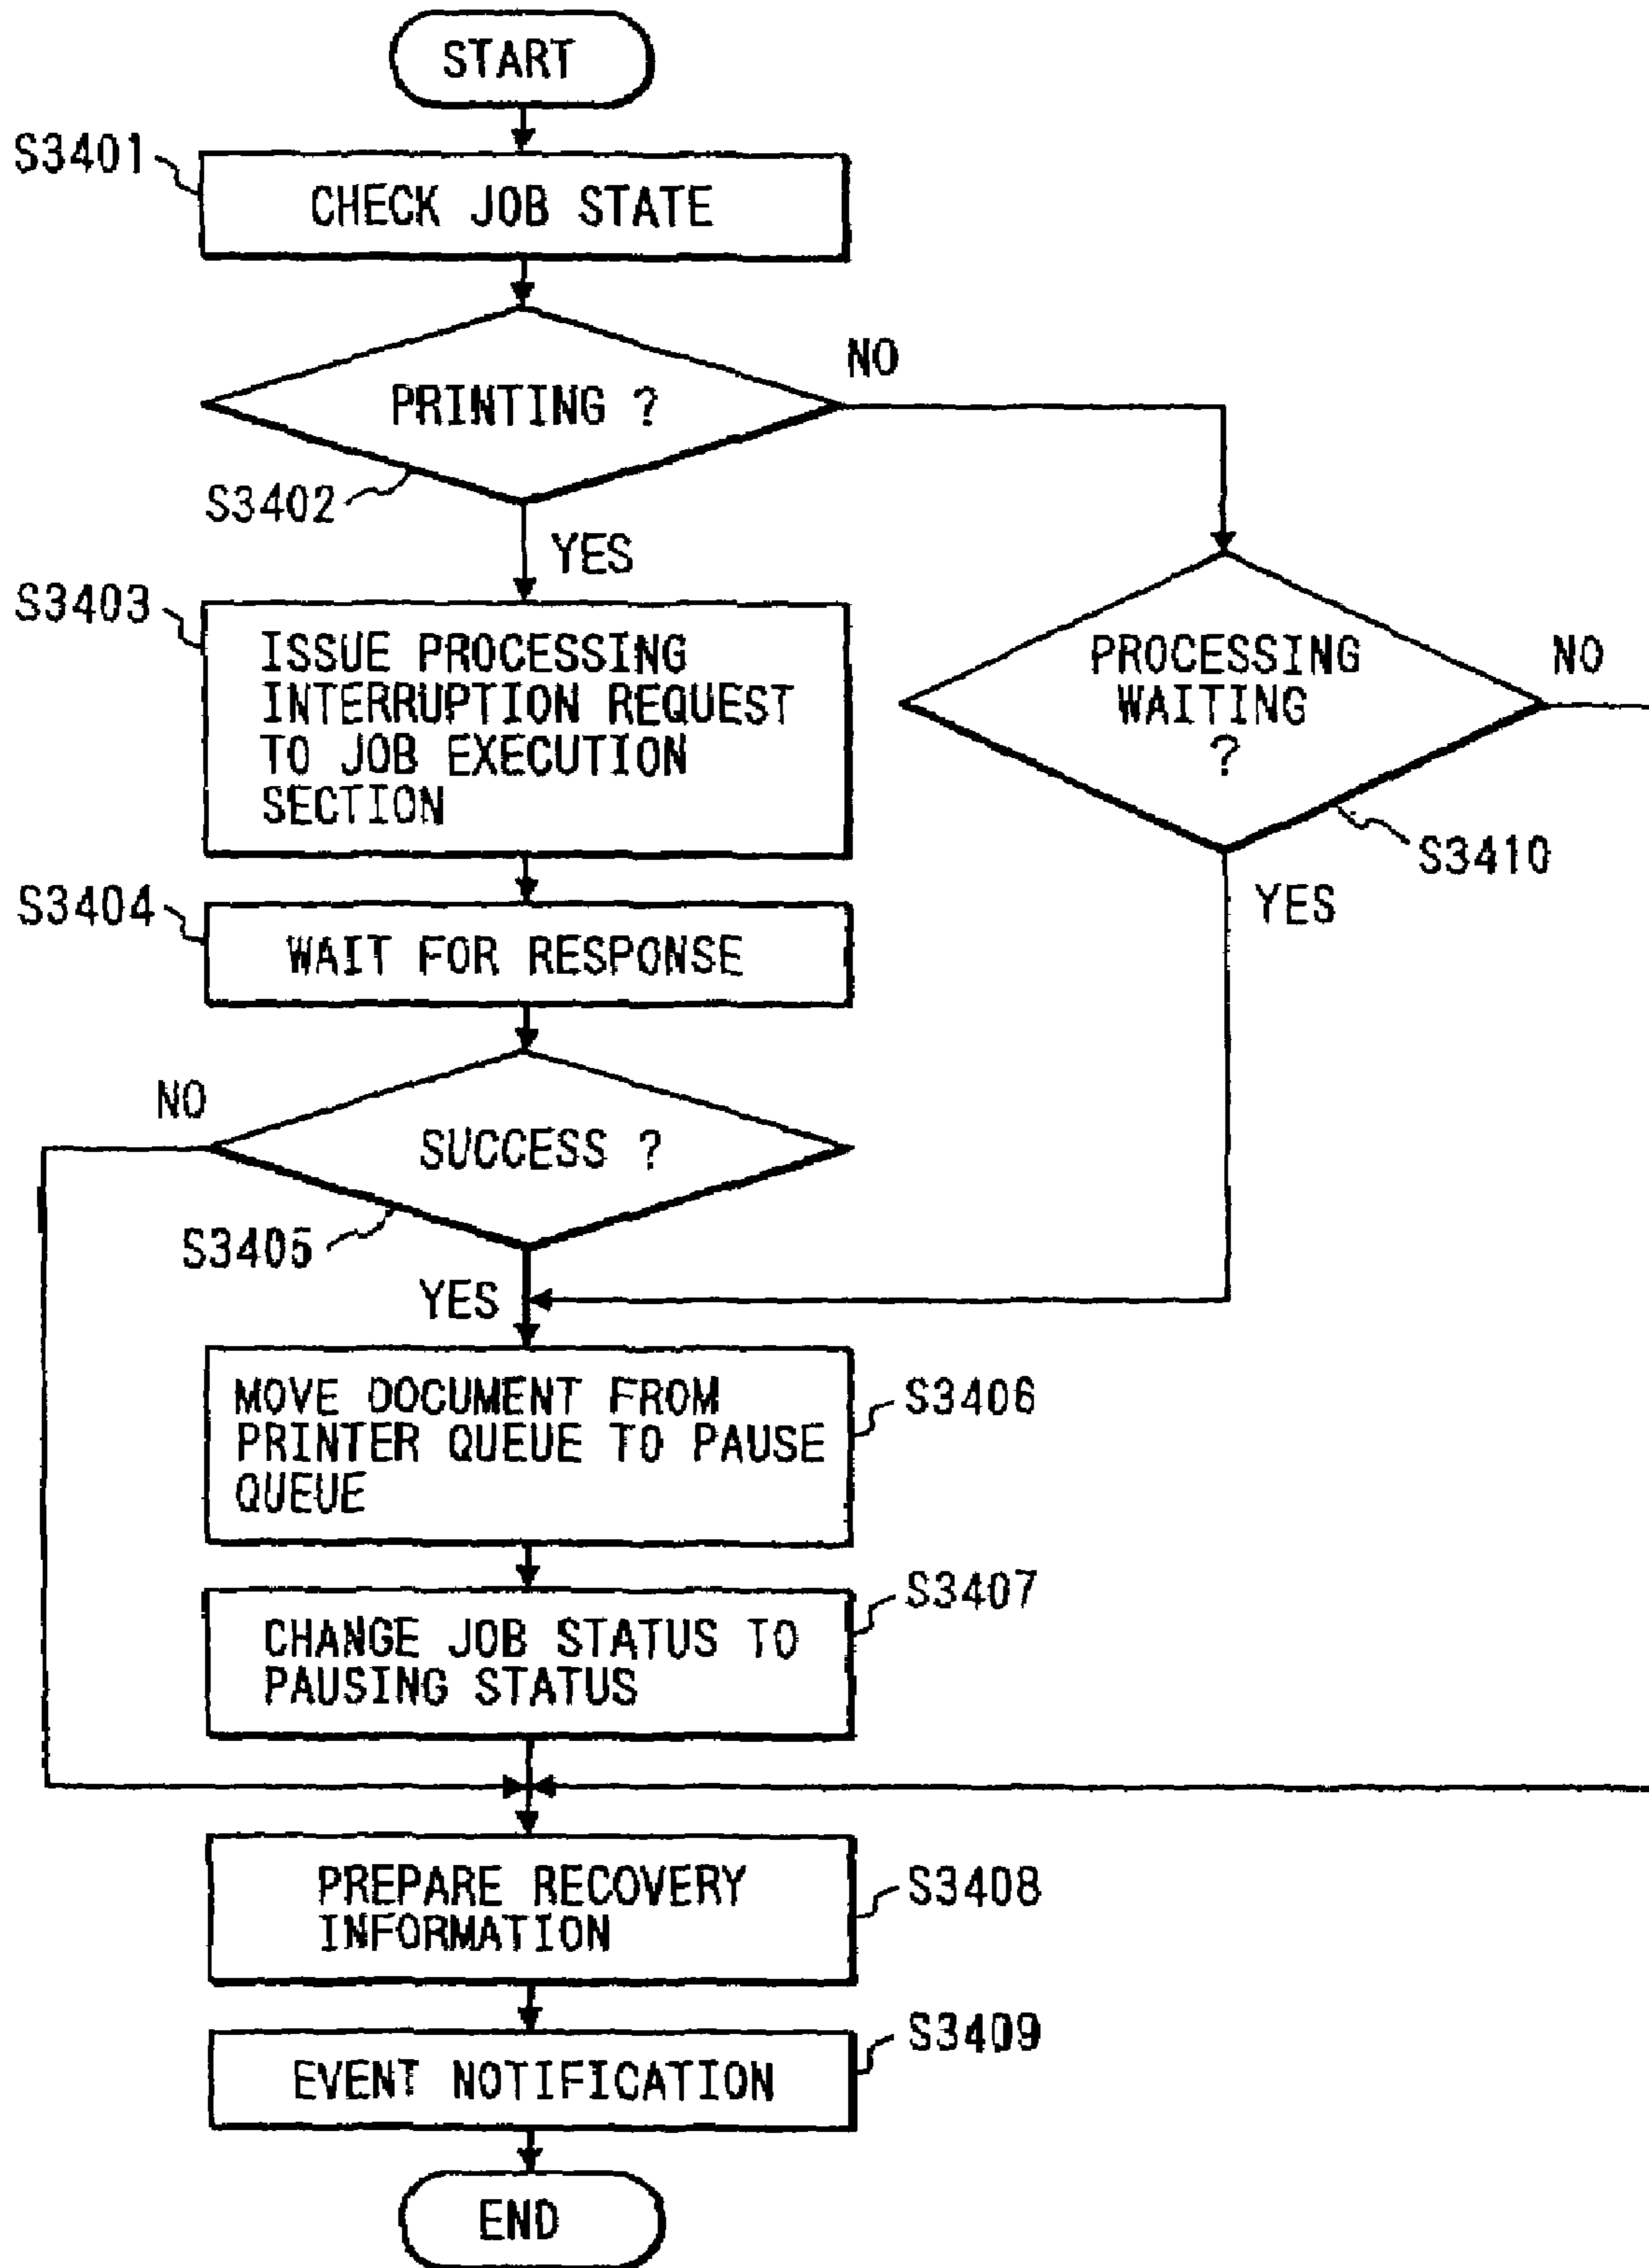 START
S3401
CHECK JOB STATE
PRINTING ?
NO
S3402
YES
S3403
ISSUE PROCESSING
INTERRUPTION REQUEST
TO JOB EXECUTION
SECTION
PROCESSING
WAITING
?
NO
S3410
YES
S3404
WAIT FOR RESPONSE
NO
SUCCESS ?
S3405
YES
MOVE DOCUMENT FROM
PRINTER QUEUE TO PAUSE
QUEUE
S3406
CHANGE JOB STATUS TO
PAUSING STATUS
S3407
PREPARE RECOVERY
INFORMATION
S3408
EVENT NOTIFICATION
S3409
END